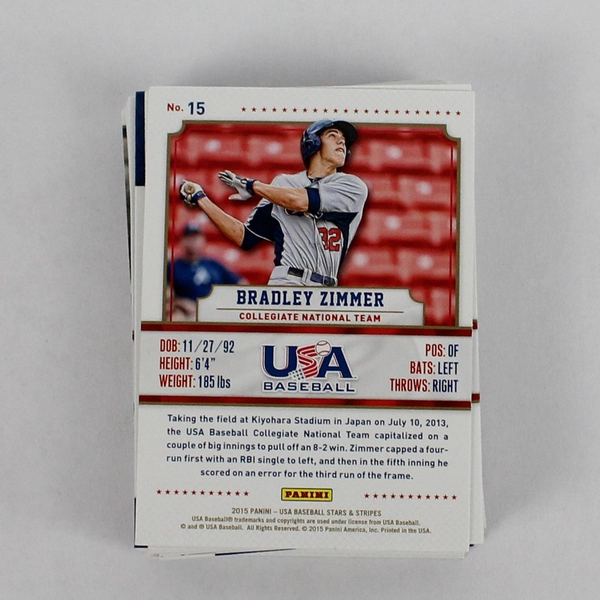 No. 15
32
BRADLEY ZIMMER
COLLEGIATE NATIONAL TEAM
DOB: 11/27/92
HEIGHT: 6'4"
WEIGHT: 185 lbs
USA
BASEBALL
POS: OF
BATS: LEFT
THROWS: RIGHT
Taking the field at Kiyohara Stadium in Japan on July 10, 2013,
the USA Baseball Collegiate National Team capitalized on a
couple of big innings to pull off an 8-2 win. Zimmer capped a four-
run first with an RBI single to left, and then in the fifth inning he
scored on an error for the third run of the frame.
PANINI
2015 PANINI – USA BASEBALL STARS & STRIPES
USA Baseball® trademarks and copyrights are used under license from USA Baseball.
© and ® USA Baseball. All Rights Reserved. © 2015 Panini America, Inc. Printed in the USA.